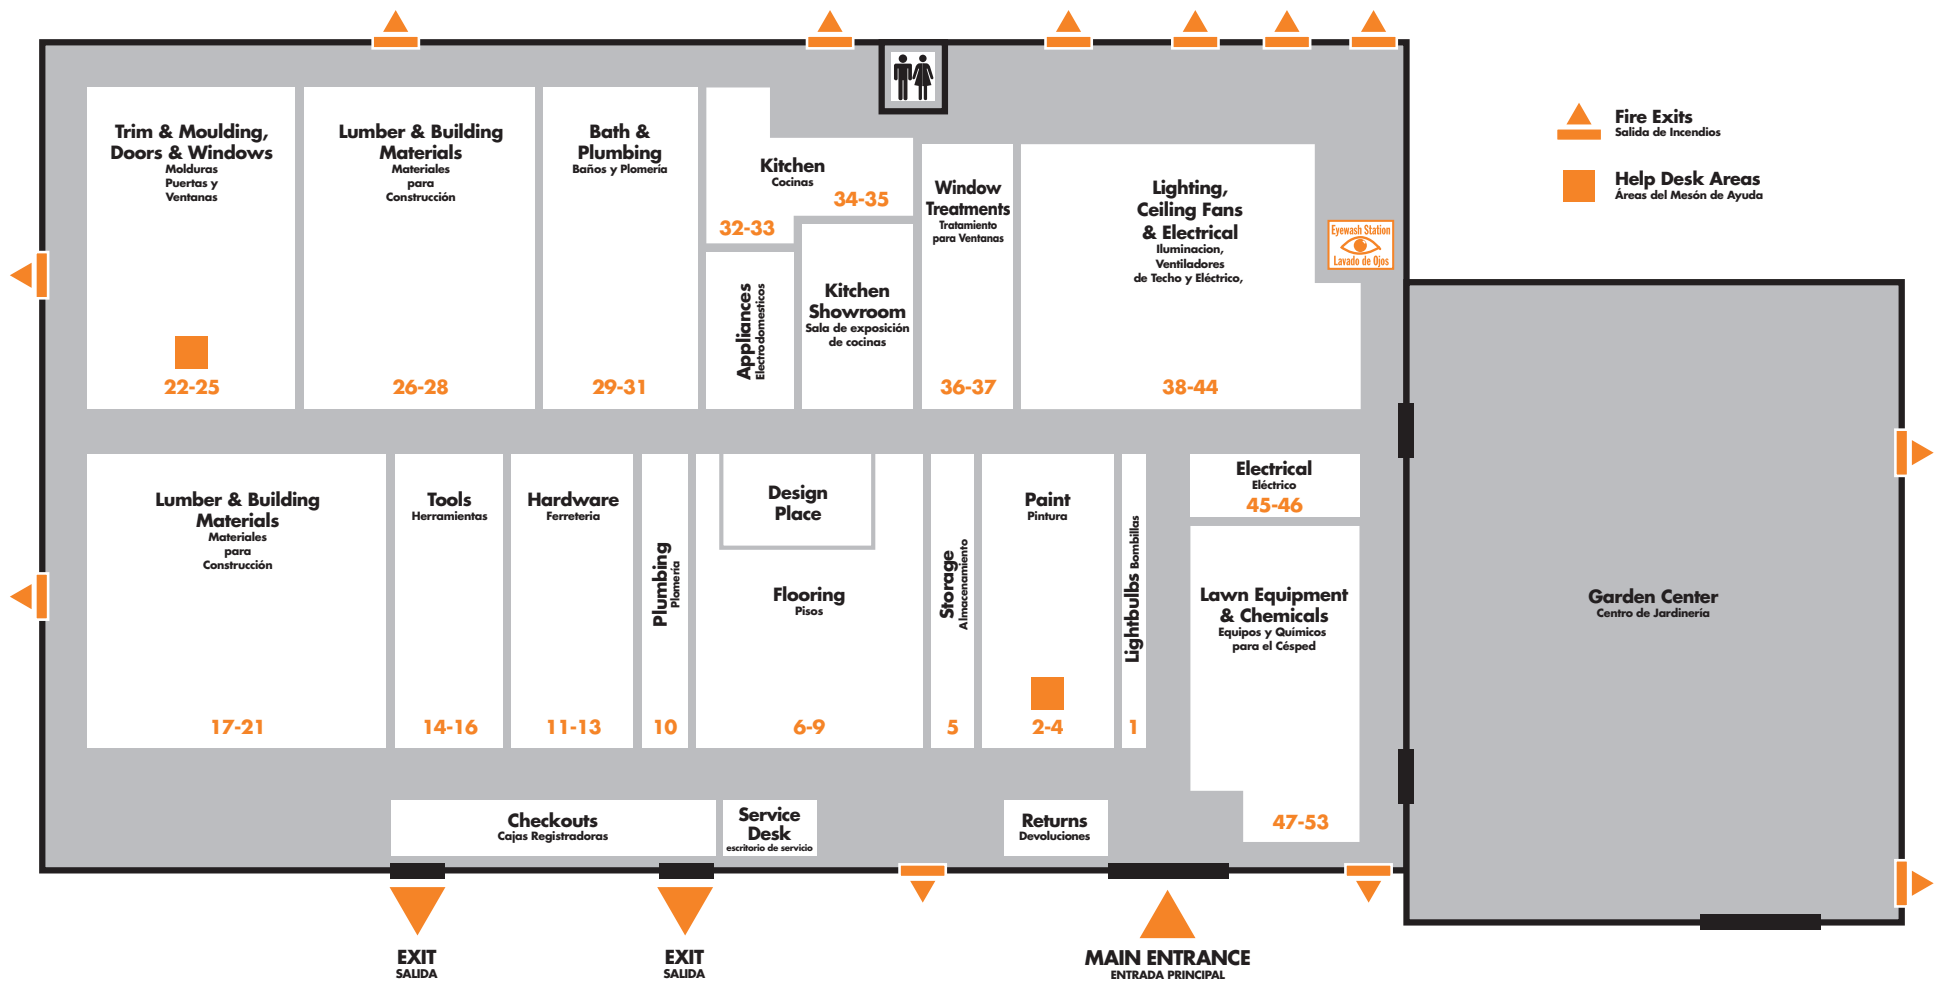 Fire Exits
Salida de Incendios
Help Desk Areas
Áreas del Mesón de Ayuda
Trim & Moulding,
Doors & Windows
Molduras
Puertas y
Ventanas
22-25
Lumber & Building
Materials
Materiales
para
Construcción
26-28
Bath &
Plumbing
Baños y Plomería
29-31
Kitchen
Cocinas
34-35
32-33
Appliances
Electrodomesticos
Kitchen
Showroom
Sala de exposición
de cocinas
Window
Treatments
Tratamiento
para Ventanas
36-37
Lighting,
Ceiling Fans
& Electrical
Iluminacion,
Ventiladores
de Techo y Eléctrico,
38-44
Eyewash Station
Lavado de Ojos
Lumber & Building
Materials
Materiales
para
Construcción
17-21
Tools
Herramientas
14-16
Hardware
Ferreteria
11-13
Plumbing
Plomería
10
Design
Place
Flooring
Pisos
6-9
Storage
Almacenamiento
5
Paint
Pintura
2-4
Lightbulbs Bombillas
1
Electrical
Eléctrico
45-46
Lawn Equipment
& Chemicals
Equipos y Químicos
para el Césped
47-53
Garden Center
Centro de Jardinería
Checkouts
Cajas Registradoras
Service
Desk
escritorio de servicio
Returns
Devoluciones
EXIT
SALIDA
EXIT
SALIDA
MAIN ENTRANCE
ENTRADA PRINCIPAL